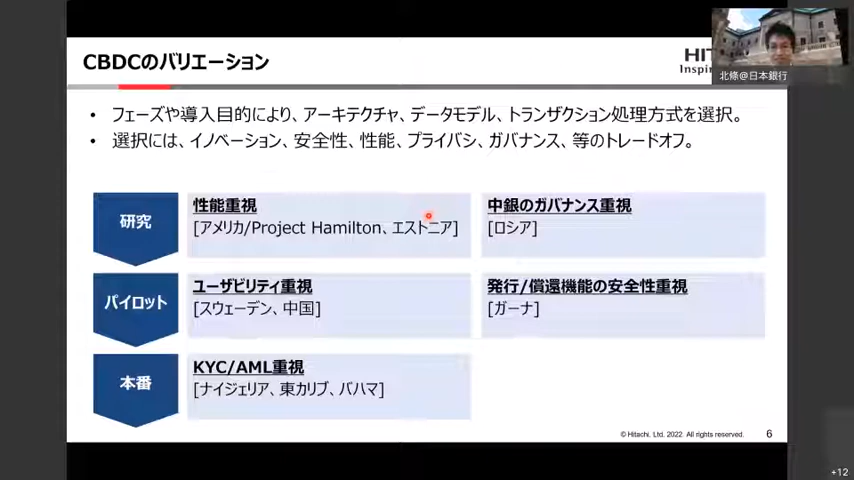 CBDCのバリエーション
HIT
Inspir
北條@日本銀行
• フェーズや導入目的により、アーキテクチャ、データモデル、トランザクション処理方式を選択。
• 選択には、イノベーション、安全性、性能、プライバシ、ガバナンス、等のトレードオフ。
研究
性能重視
[アメリカ/Project Hamilton、エストニア]
中銀のガバナンス重視
[ロシア]
パイロット
ユーザビリティ重視
[スウェーデン、中国]
発行/償還機能の安全性重視
[ガーナ]
本番
KYC/AML重視
[ナイジェリア、東カリブ、バハマ]
© Hitachi, Ltd. 2022. All rights reserved.
6
+12